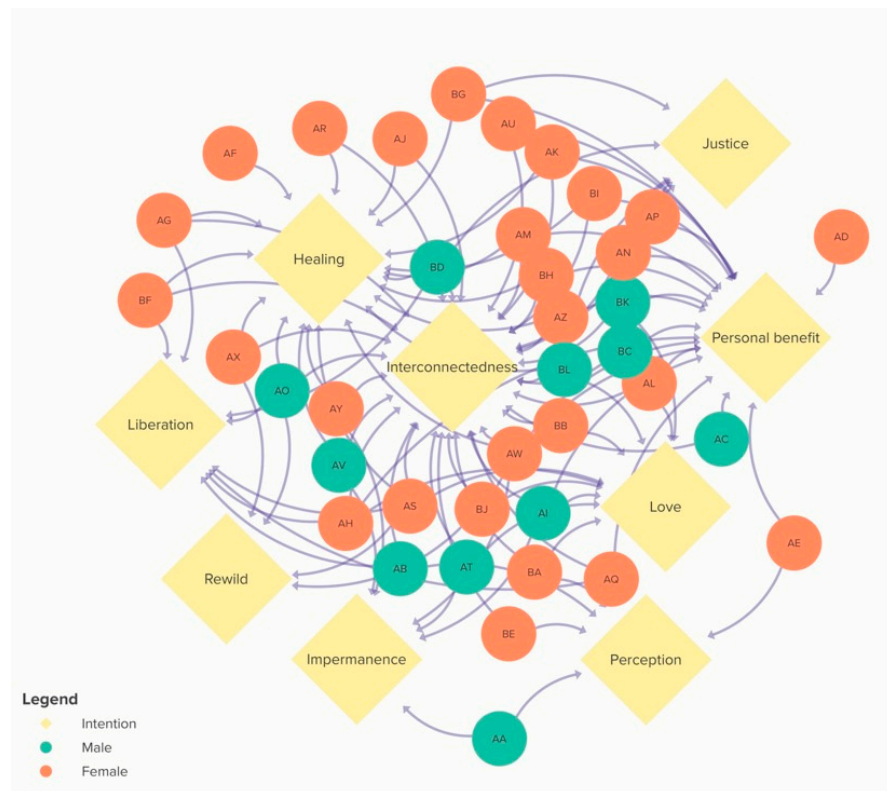 BG
AU
Justice
AR
AJ
AK
AF
BI
AP
AG
AM
AD
AN
Healing
BD
BH
BF
BK
AZ
Personal benefit
BC
AX
Interconnectedness
BL
AL
AO
AY
Liberation
BB
AC
AW
AV
AS
Love
BJ
AI
AH
AE
AB
AT
BA
AQ
Rewild
BE
Impermanence
Perception
Legend
Intention
AA
Male
Female